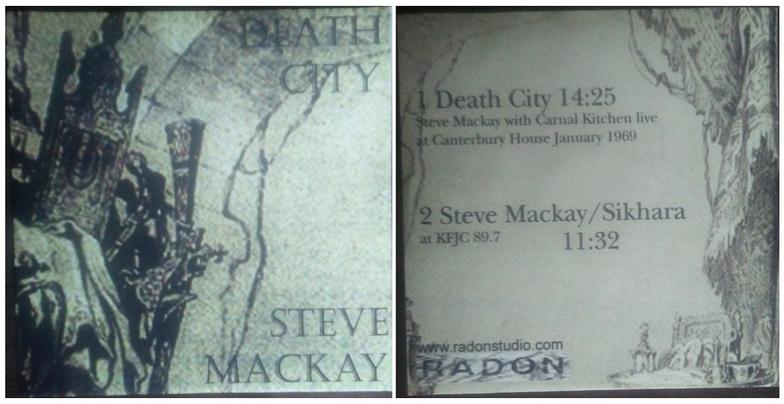 DEATH
CITY
STEVE
MACKAY
1 Death City 14:25
Steve Mackay with Carnal Kitchen live
at Canterbury House January 1969
2 Steve Mackay/Sikhara
at KFJC 89.7 11:32
www.radonstudio.com
RADON